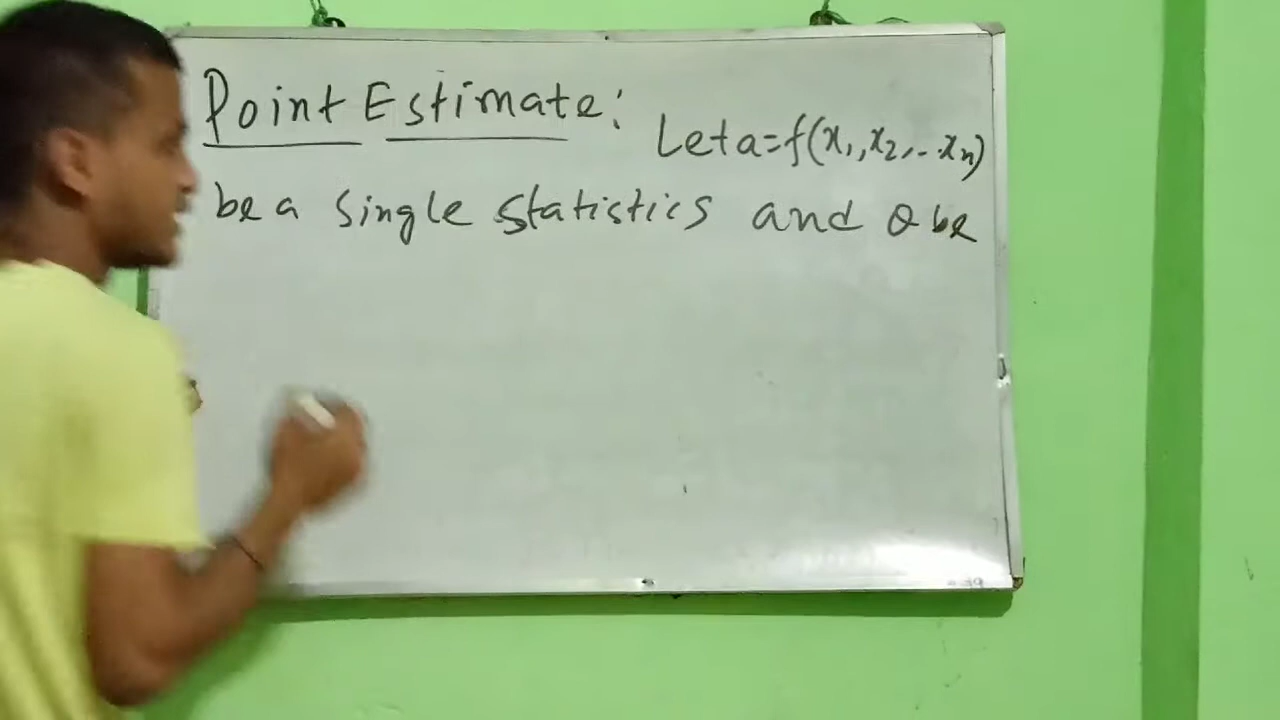 Point Estimate: Let a=f(x₁,,x₂,..xₙ)
be a single statistics and θ be